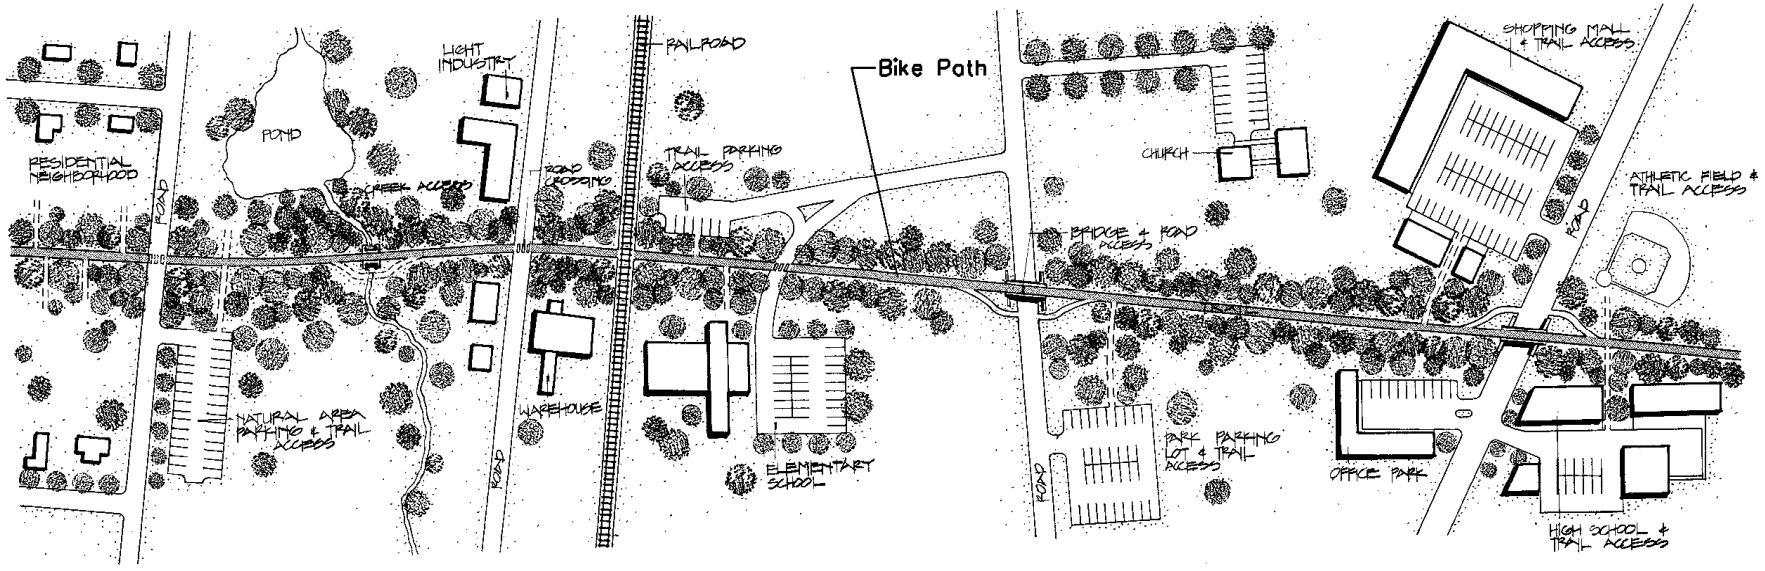 RESIDENTIAL
NEIGHBORHOOD
ROAD
POND
CREEK ACCESS
NATURAL AREA
PARKING & TRAIL
ACCESS
LIGHT
INDUSTRY
ROAD
CROSSING
ROAD
WAREHOUSE
RAILROAD
TRAIL PARKING
ACCESS
ELEMENTARY
SCHOOL
Bike Path
BRIDGE & ROAD
ACCESS
ROAD
CHURCH
PARK PARKING
LOT & TRAIL
ACCESS
SHOPPING MALL
& TRAIL ACCESS
ROAD
ATHLETIC FIELD &
TRAIL ACCESS
OFFICE PARK
HIGH SCHOOL &
TRAIL ACCESS